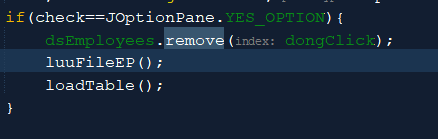 if(check==JOptionPane.YES_OPTION){
dsEmployees.remove(index: dongClick);
luuFileEP();
loadTable();
}